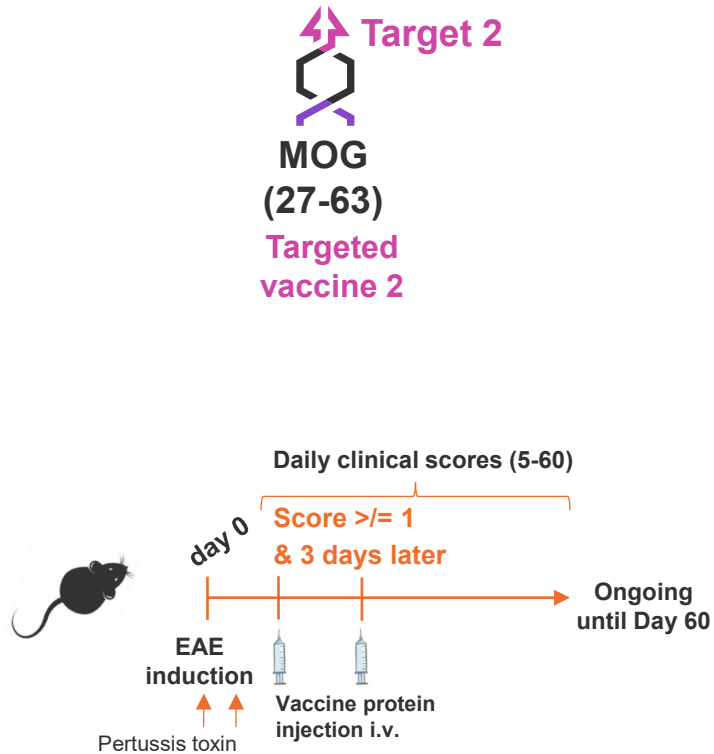 Target 2
MOG
(27-63)
Targeted
vaccine 2
Daily clinical scores (5-60)
day 0
Score >/= 1
& 3 days later
Ongoing
until Day 60
EAE
induction
Vaccine protein
injection i.v.
Pertussis toxin